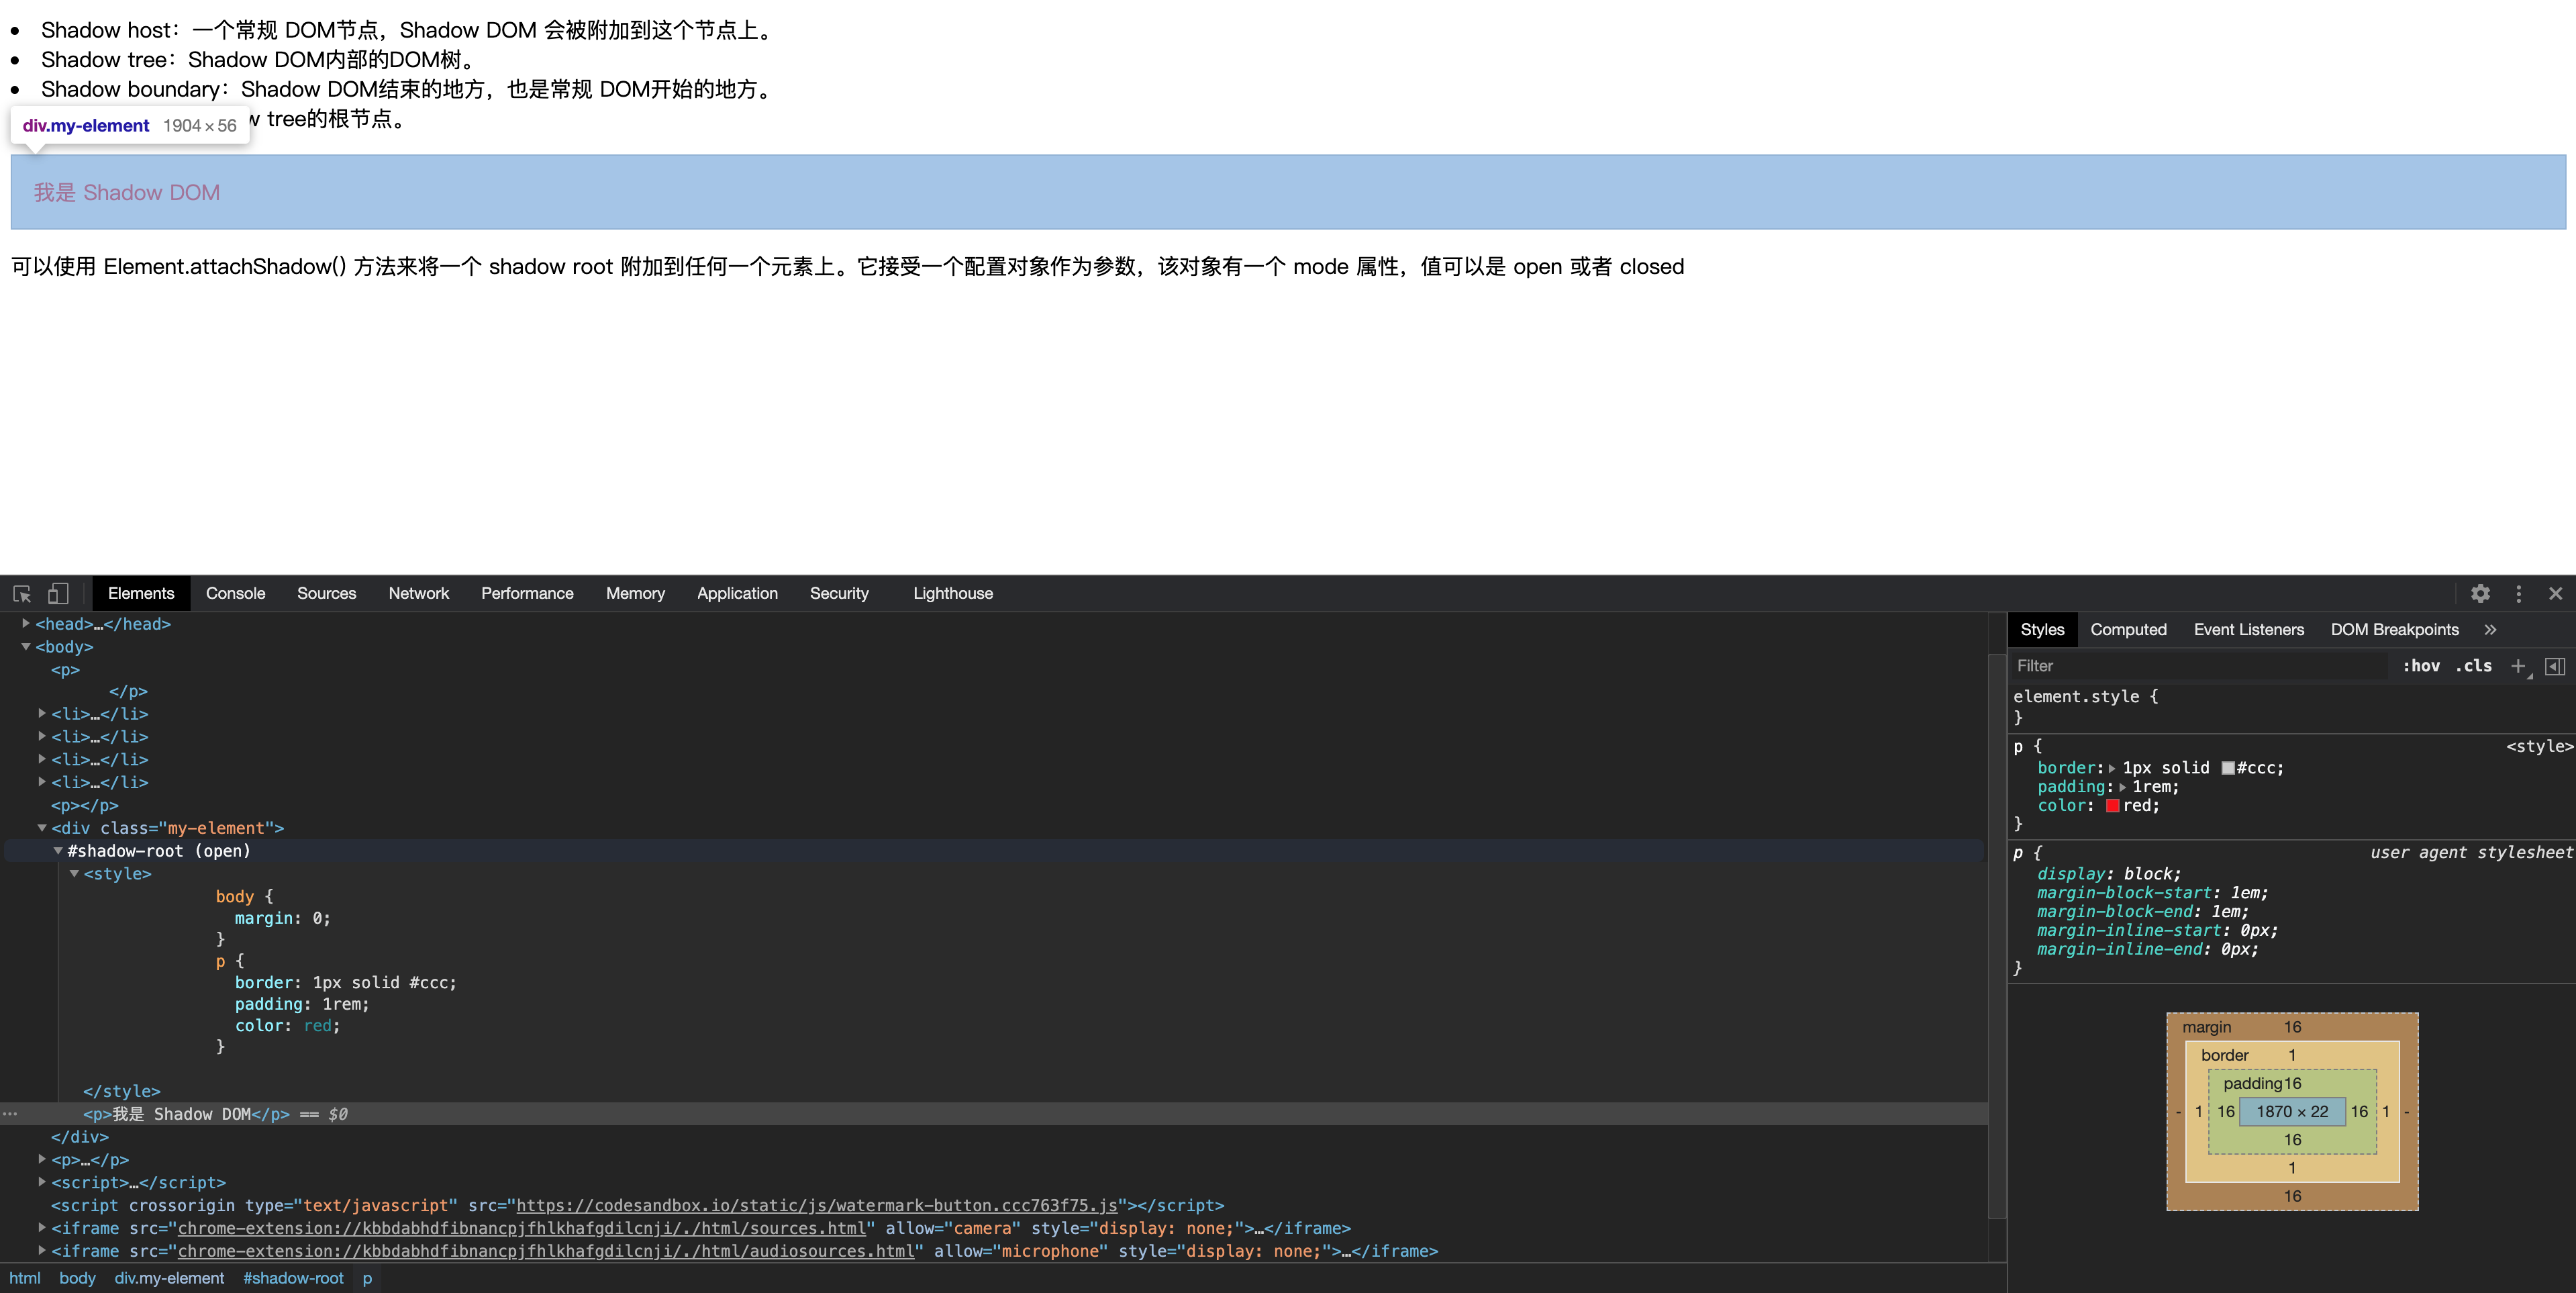 Shadow host：一个常规 DOM节点，Shadow DOM 会被附加到这个节点上。
Shadow tree：Shadow DOM内部的DOM树。
Shadow boundary：Shadow DOM结束的地方，也是常规 DOM开始的地方。
div.my-element 1904 × 56
w tree的根节点。
我是 Shadow DOM
可以使用 Element.attachShadow() 方法来将一个 shadow root 附加到任何一个元素上。它接受一个配置对象作为参数，该对象有一个 mode 属性，值可以是 open 或者 closed
Elements Console Sources Network Performance Memory Application Security Lighthouse
<head>…</head>
<body>
<p>
</p>
<li>…</li>
<li>…</li>
<li>…</li>
<li>…</li>
<p></p>
<div class="my-element">
#shadow-root (open)
<style>
body {
margin: 0;
}
p {
border: 1px solid #ccc;
padding: 1rem;
color: red;
}
</style>
<p>我是 Shadow DOM</p> == $0
</div>
<p>…</p>
<script>…</script>
<script crossorigin type="text/javascript" src="https://codesandbox.io/static/js/watermark-button.ccc763f75.js"></script>
<iframe src="chrome-extension://kbbdabhdfibnancpjfhlkhafgdilcnji/./html/sources.html" allow="camera" style="display: none;">…</iframe>
<iframe src="chrome-extension://kbbdabhdfibnancpjfhlkhafgdilcnji/./html/audiosources.html" allow="microphone" style="display: none;">…</iframe>
html body div.my-element #shadow-root p
Styles Computed Event Listeners DOM Breakpoints »
Filter :hov .cls +
element.style {
}
p { <style>
border: 1px solid #ccc;
padding: 1rem;
color: red;
}
p { user agent stylesheet
display: block;
margin-block-start: 1em;
margin-block-end: 1em;
margin-inline-start: 0px;
margin-inline-end: 0px;
}
margin 16
border 1
padding 16
- 1 16 1870 × 22 16 1 -
16
1
16